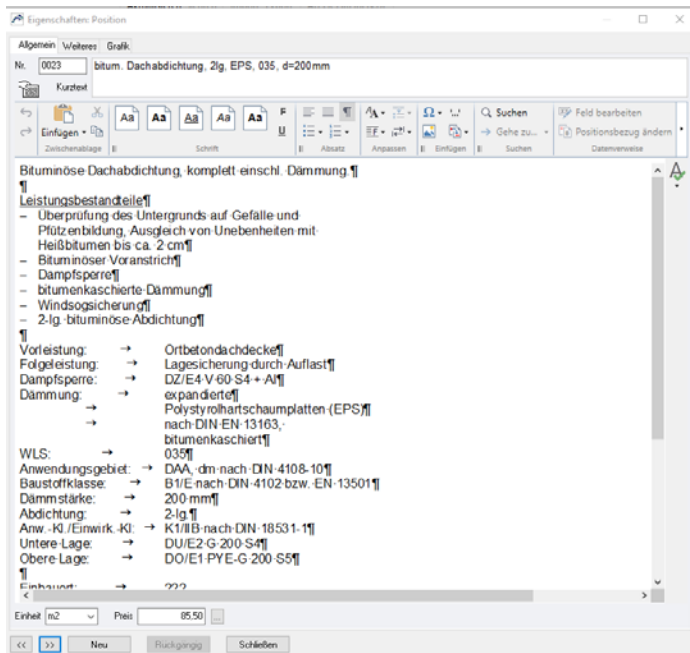 Eigenschaften: Position
Allgemein Weiteres Grafik
Nr. 0023 bitum. Dachabdichtung, 2lg, EPS, 035, d=200mm
Kurztext
Einfügen
Aa Aa Aa Aa Aa F U
Suchen
Gehe zu...
Feld bearbeiten
Positionsbezug ändern
Zwischenablage Schrift Absatz Anpassen Einfügen Suchen Datenverweise
Bituminöse Dachabdichtung, komplett einschl. Dämmung.¶
¶
Leistungsbestandteile¶
– Überprüfung des Untergrunds auf Gefälle und
Pfützenbildung, Ausgleich von Unebenheiten mit
Heißbitumen bis ca. 2 cm¶
– Bituminöser Voranstrich¶
– Dampfsperre¶
– bitumenkaschierte Dämmung¶
– Windsogsicherung¶
– 2-lg. bituminöse Abdichtung¶
¶
Vorleistung: → Ortbetondachdecke¶
Folgeleistung: → Lagesicherung durch Auflast¶
Dampfsperre: → DZ/E4 V 60 S4 + Al¶
Dämmung: → expandierte¶
→ Polystyrolhartschaumplatten (EPS)¶
→ nach DIN EN 13163,
bitumenkaschiert¶
WLS: → 035¶
Anwendungsgebiet: → DAA, dm nach DIN 4108-10¶
Baustoffklasse: → B1/E nach DIN 4102 bzw. EN 13501¶
Dämmstärke: → 200 mm¶
Abdichtung: → 2-lg.¶
Anw.-Kl./Einwirk.-Kl: → K1/IIB nach DIN 18531-1¶
Untere Lage: → DU/E2 G 200 S4¶
Obere Lage: → DO/E1 PYE-G 200 S5¶
¶
Einbauort: → ???
Einheit m2 Preis 85,50 ...
<< >> Neu Rückgängig Schließen